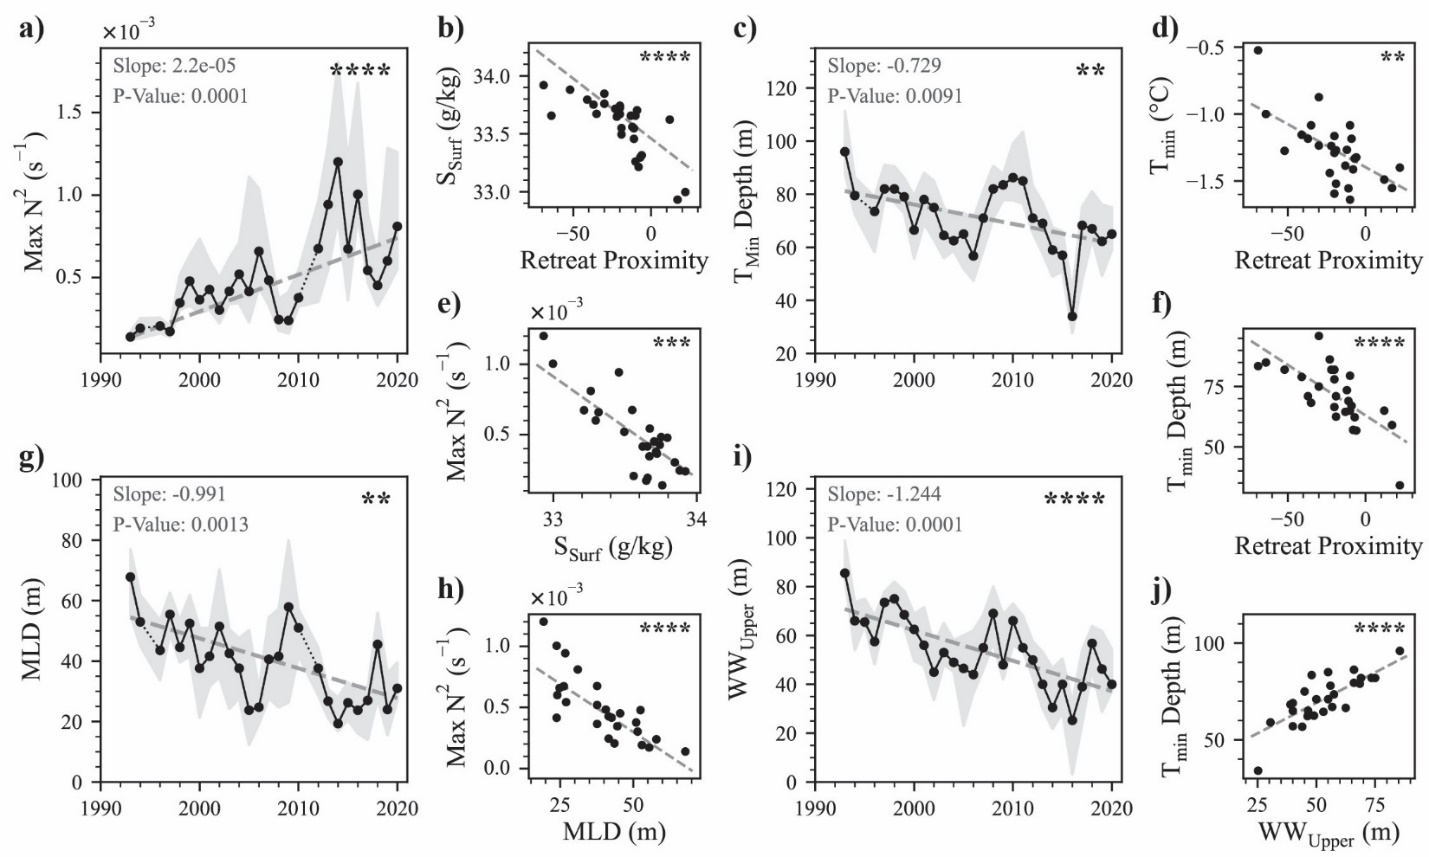 a)
×10⁻³
Slope: 2.2e-05
P-Value: 0.0001
****
Max N² (s⁻¹)
1.5
1.0
0.5
1990 2000 2010 2020
b)
****
S_Surf (g/kg)
34.0
33.5
33.0
−50 0
Retreat Proximity
c)
Slope: -0.729
P-Value: 0.0091
**
T_Min Depth (m)
120
100
80
60
40
20
1990 2000 2010 2020
d)
**
T_min (°C)
−0.5
−1.0
−1.5
−50 0
Retreat Proximity
e)
×10⁻³
***
Max N² (s⁻¹)
1.0
0.5
33 34
S_Surf (g/kg)
f)
****
T_min Depth (m)
75
50
−50 0
Retreat Proximity
g)
Slope: -0.991
P-Value: 0.0013
**
MLD (m)
100
80
60
40
20
0
1990 2000 2010 2020
h)
×10⁻³
****
Max N² (s⁻¹)
1.0
0.5
0.0
25 50
MLD (m)
i)
Slope: -1.244
P-Value: 0.0001
****
WW_Upper (m)
120
100
80
60
40
20
0
1990 2000 2010 2020
j)
****
T_min Depth (m)
100
50
25 50 75
WW_Upper (m)